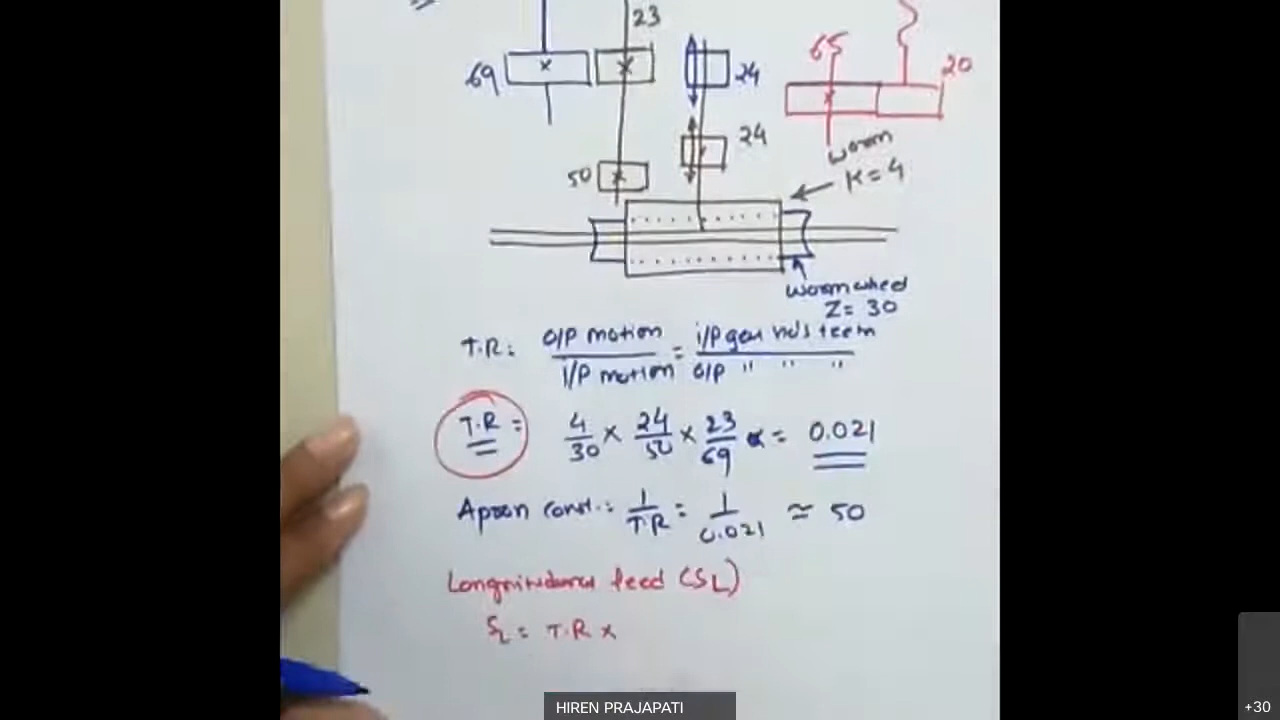 23
69
24
65
20
24
worm
K = 4
50
worm wheel
Z = 30
T.R = O/P motion / I/P motion = i/p gear No's teeth / O/P " " "
T.R = 4/30 × 24/50 × 23/69 = 0.021
Apron const. = 1/T.R = 1/0.021 ≃ 50
feed (SL)
SL = T.R ×
HIREN PRAJAPATI
+30